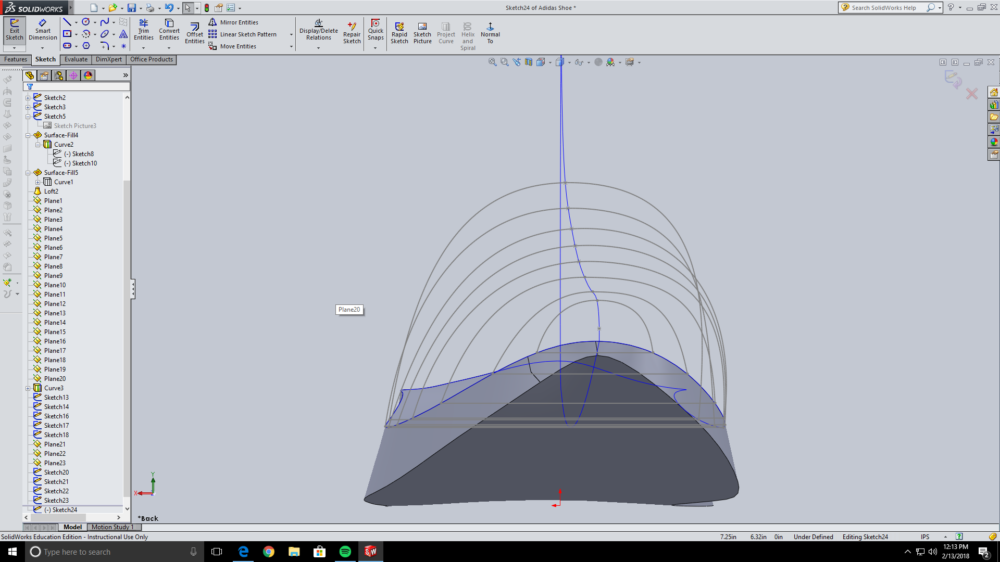 SOLIDWORKS
Sketch24 of Adidas Shoe *
Search SolidWorks Help
Exit Sketch
Smart Dimension
Trim Entities
Convert Entities
Offset Entities
Mirror Entities
Linear Sketch Pattern
Move Entities
Display/Delete Relations
Repair Sketch
Quick Snaps
Rapid Sketch
Sketch Picture
Project Curve
Helix and Spiral
Normal To
Features
Sketch
Evaluate
DimXpert
Office Products
Sketch2
Sketch3
Sketch5
Sketch Picture3
Surface-Fill4
Curve2
(-) Sketch8
(-) Sketch10
Surface-Fill5
Curve1
Loft2
Plane1
Plane2
Plane3
Plane4
Plane5
Plane6
Plane7
Plane8
Plane9
Plane10
Plane11
Plane12
Plane13
Plane14
Plane15
Plane16
Plane17
Plane18
Plane19
Plane20
Curve3
Sketch13
Sketch14
Sketch16
Sketch17
Sketch18
Plane21
Plane22
Plane23
Sketch20
Sketch21
Sketch22
Sketch23
(-) Sketch24
Plane20
Y
X
*Back
Model
Motion Study 1
SolidWorks Education Edition - Instructional Use Only
7.25in
6.32in
0in
Under Defined
Editing Sketch24
IPS
Type here to search
SW
12:13 PM
2/13/2018
2